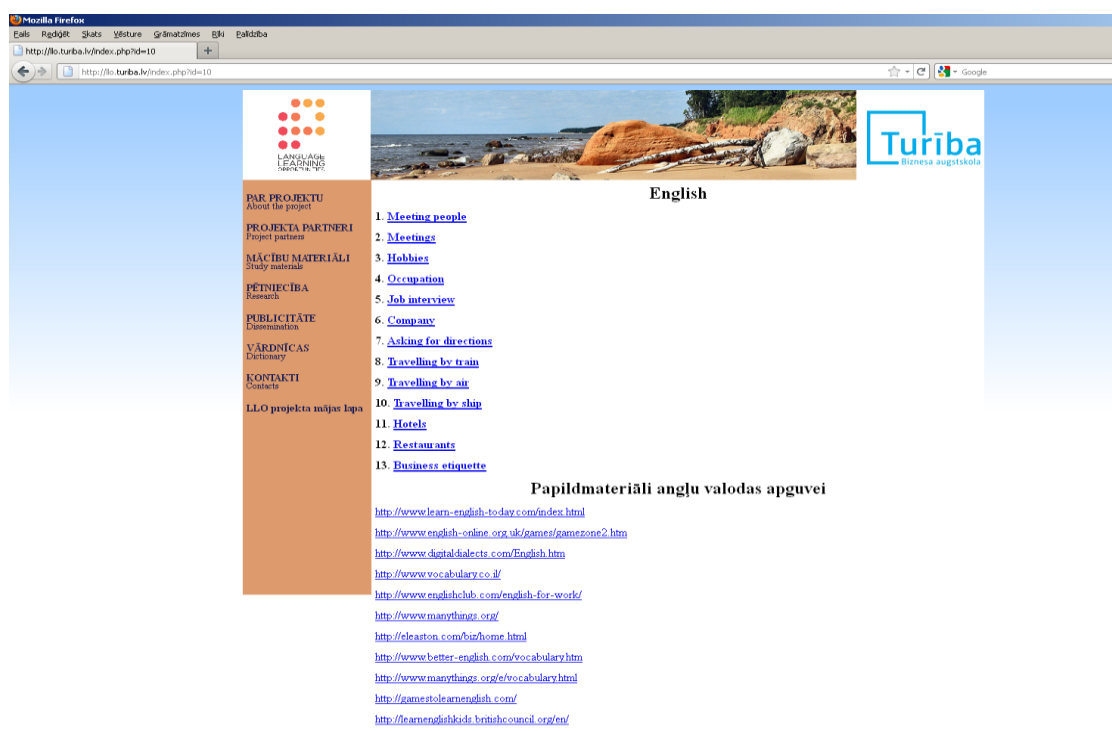 Mozilla Firefox
Fails Rediģēt Skats Vēsture Grāmatzīmes Rīki Palīdzība
http://llo.turiba.lv/index.php?id=10 +
http://llo.turiba.lv/index.php?id=10 Google
LANGUAGE
LEARNING
OPPORTUNITIES
Turība
Biznesa augstskola
PAR PROJEKTU
About the project
PROJEKTA PARTNERI
Project partners
MĀCĪBU MATERIĀLI
Study materials
PĒTNIECĪBA
Research
PUBLICITĀTE
Dissemination
VĀRDNĪCAS
Dictionary
KONTAKTI
Contacts
LLO projekta mājas lapa
English
1. Meeting people
2. Meetings
3. Hobbies
4. Occupation
5. Job interview
6. Company
7. Asking for directions
8. Travelling by train
9. Travelling by air
10. Travelling by ship
11. Hotels
12. Restaurants
13. Business etiquette
Papildmateriāli angļu valodas apguvei
http://www.learn-english-today.com/index.html
http://www.english-online.org.uk/games/gamezone2.htm
http://www.digitaldialects.com/English.htm
http://www.vocabulary.co.il/
http://www.englishclub.com/english-for-work/
http://www.manythings.org/
http://eleaston.com/biz/home.html
http://www.better-english.com/vocabulary.htm
http://www.manythings.org/e/vocabulary.html
http://gamestolearnenglish.com/
http://learnenglishkids.britishcouncil.org/en/